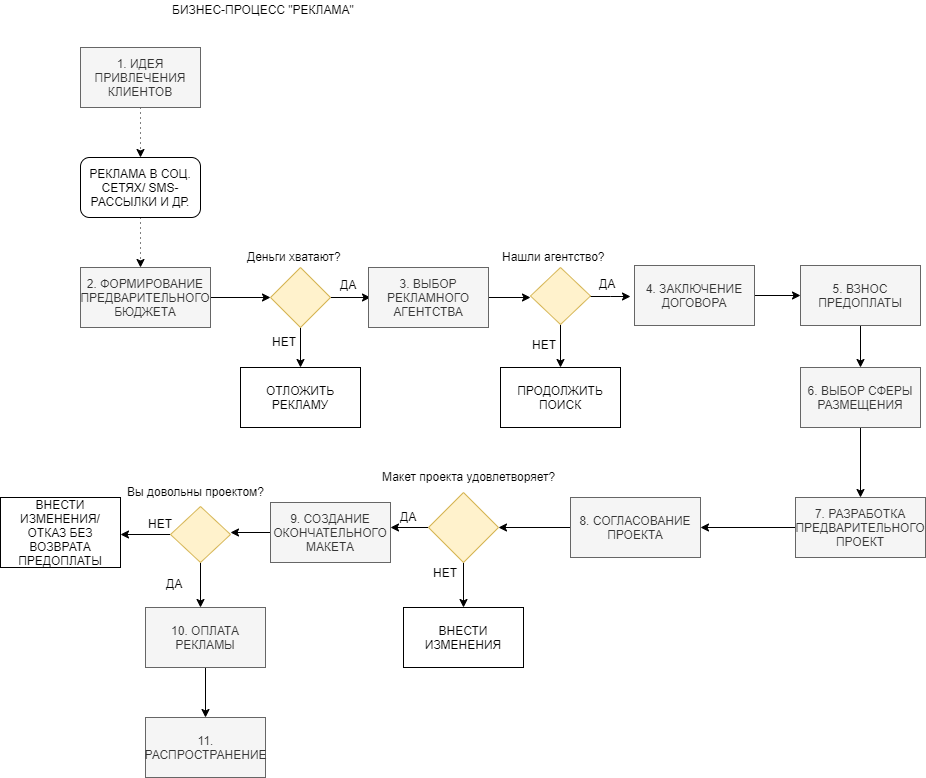 БИЗНЕС-ПРОЦЕСС "РЕКЛАМА"
1. ИДЕЯ
ПРИВЛЕЧЕНИЯ
КЛИЕНТОВ
РЕКЛАМА В СОЦ.
СЕТЯХ/ SMS-
РАССЫЛКИ И ДР.
2. ФОРМИРОВАНИЕ
ПРЕДВАРИТЕЛЬНОГО
БЮДЖЕТА
Деньги хватают?
ДА
НЕТ
ОТЛОЖИТЬ
РЕКЛАМУ
3. ВЫБОР
РЕКЛАМНОГО
АГЕНТСТВА
Нашли агентство?
ДА
НЕТ
ПРОДОЛЖИТЬ
ПОИСК
4. ЗАКЛЮЧЕНИЕ
ДОГОВОРА
5. ВЗНОС
ПРЕДОПЛАТЫ
6. ВЫБОР СФЕРЫ
РАЗМЕЩЕНИЯ
7. РАЗРАБОТКА
ПРЕДВАРИТЕЛЬНОГО
ПРОЕКТ
8. СОГЛАСОВАНИЕ
ПРОЕКТА
Макет проекта удовлетворяет?
ДА
НЕТ
ВНЕСТИ
ИЗМЕНЕНИЯ
9. СОЗДАНИЕ
ОКОНЧАТЕЛЬНОГО
МАКЕТА
Вы довольны проектом?
НЕТ
ДА
ВНЕСТИ
ИЗМЕНЕНИЯ/
ОТКАЗ БЕЗ
ВОЗВРАТА
ПРЕДОПЛАТЫ
10. ОПЛАТА
РЕКЛАМЫ
11.
РАСПРОСТРАНЕНИЕ